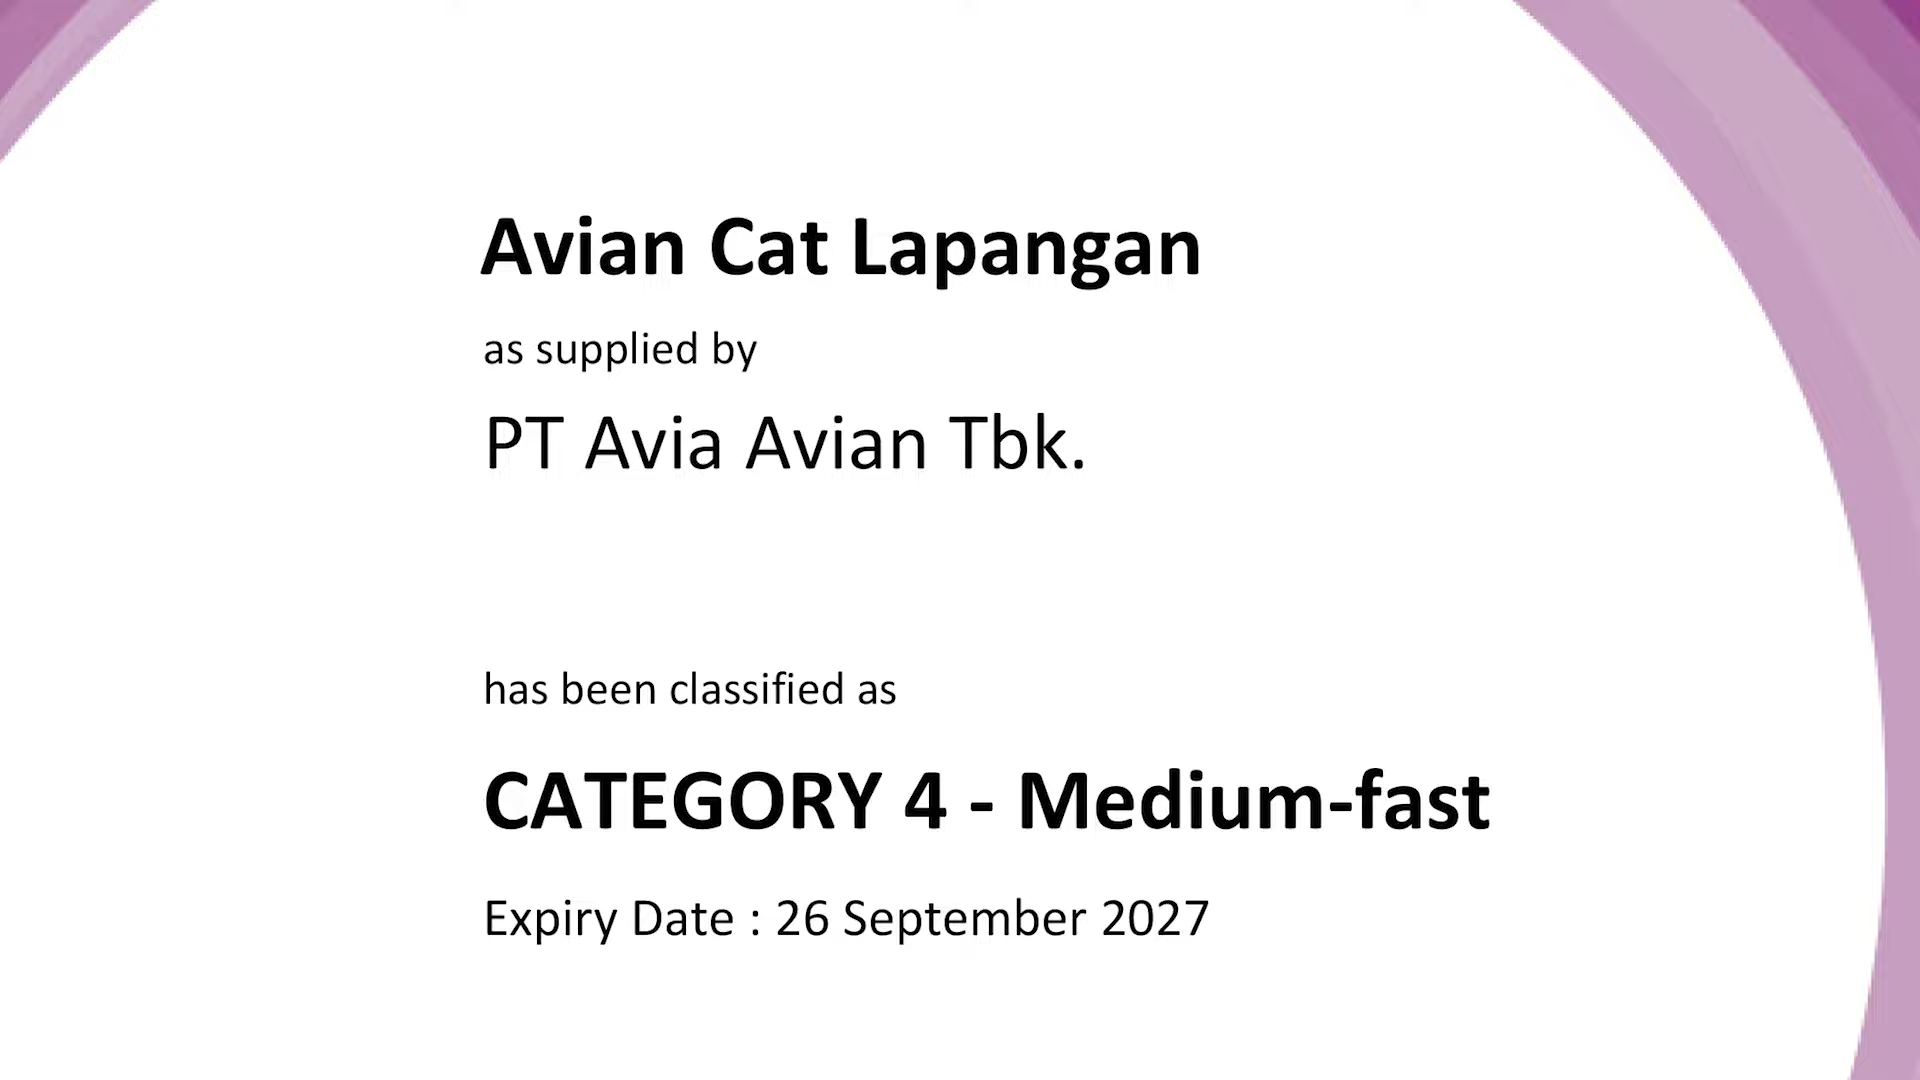 Avian Cat Lapangan
as supplied by
PT Avia Avian Tbk.
has been classified as
CATEGORY 4 - Medium-fast
Expiry Date : 26 September 2027